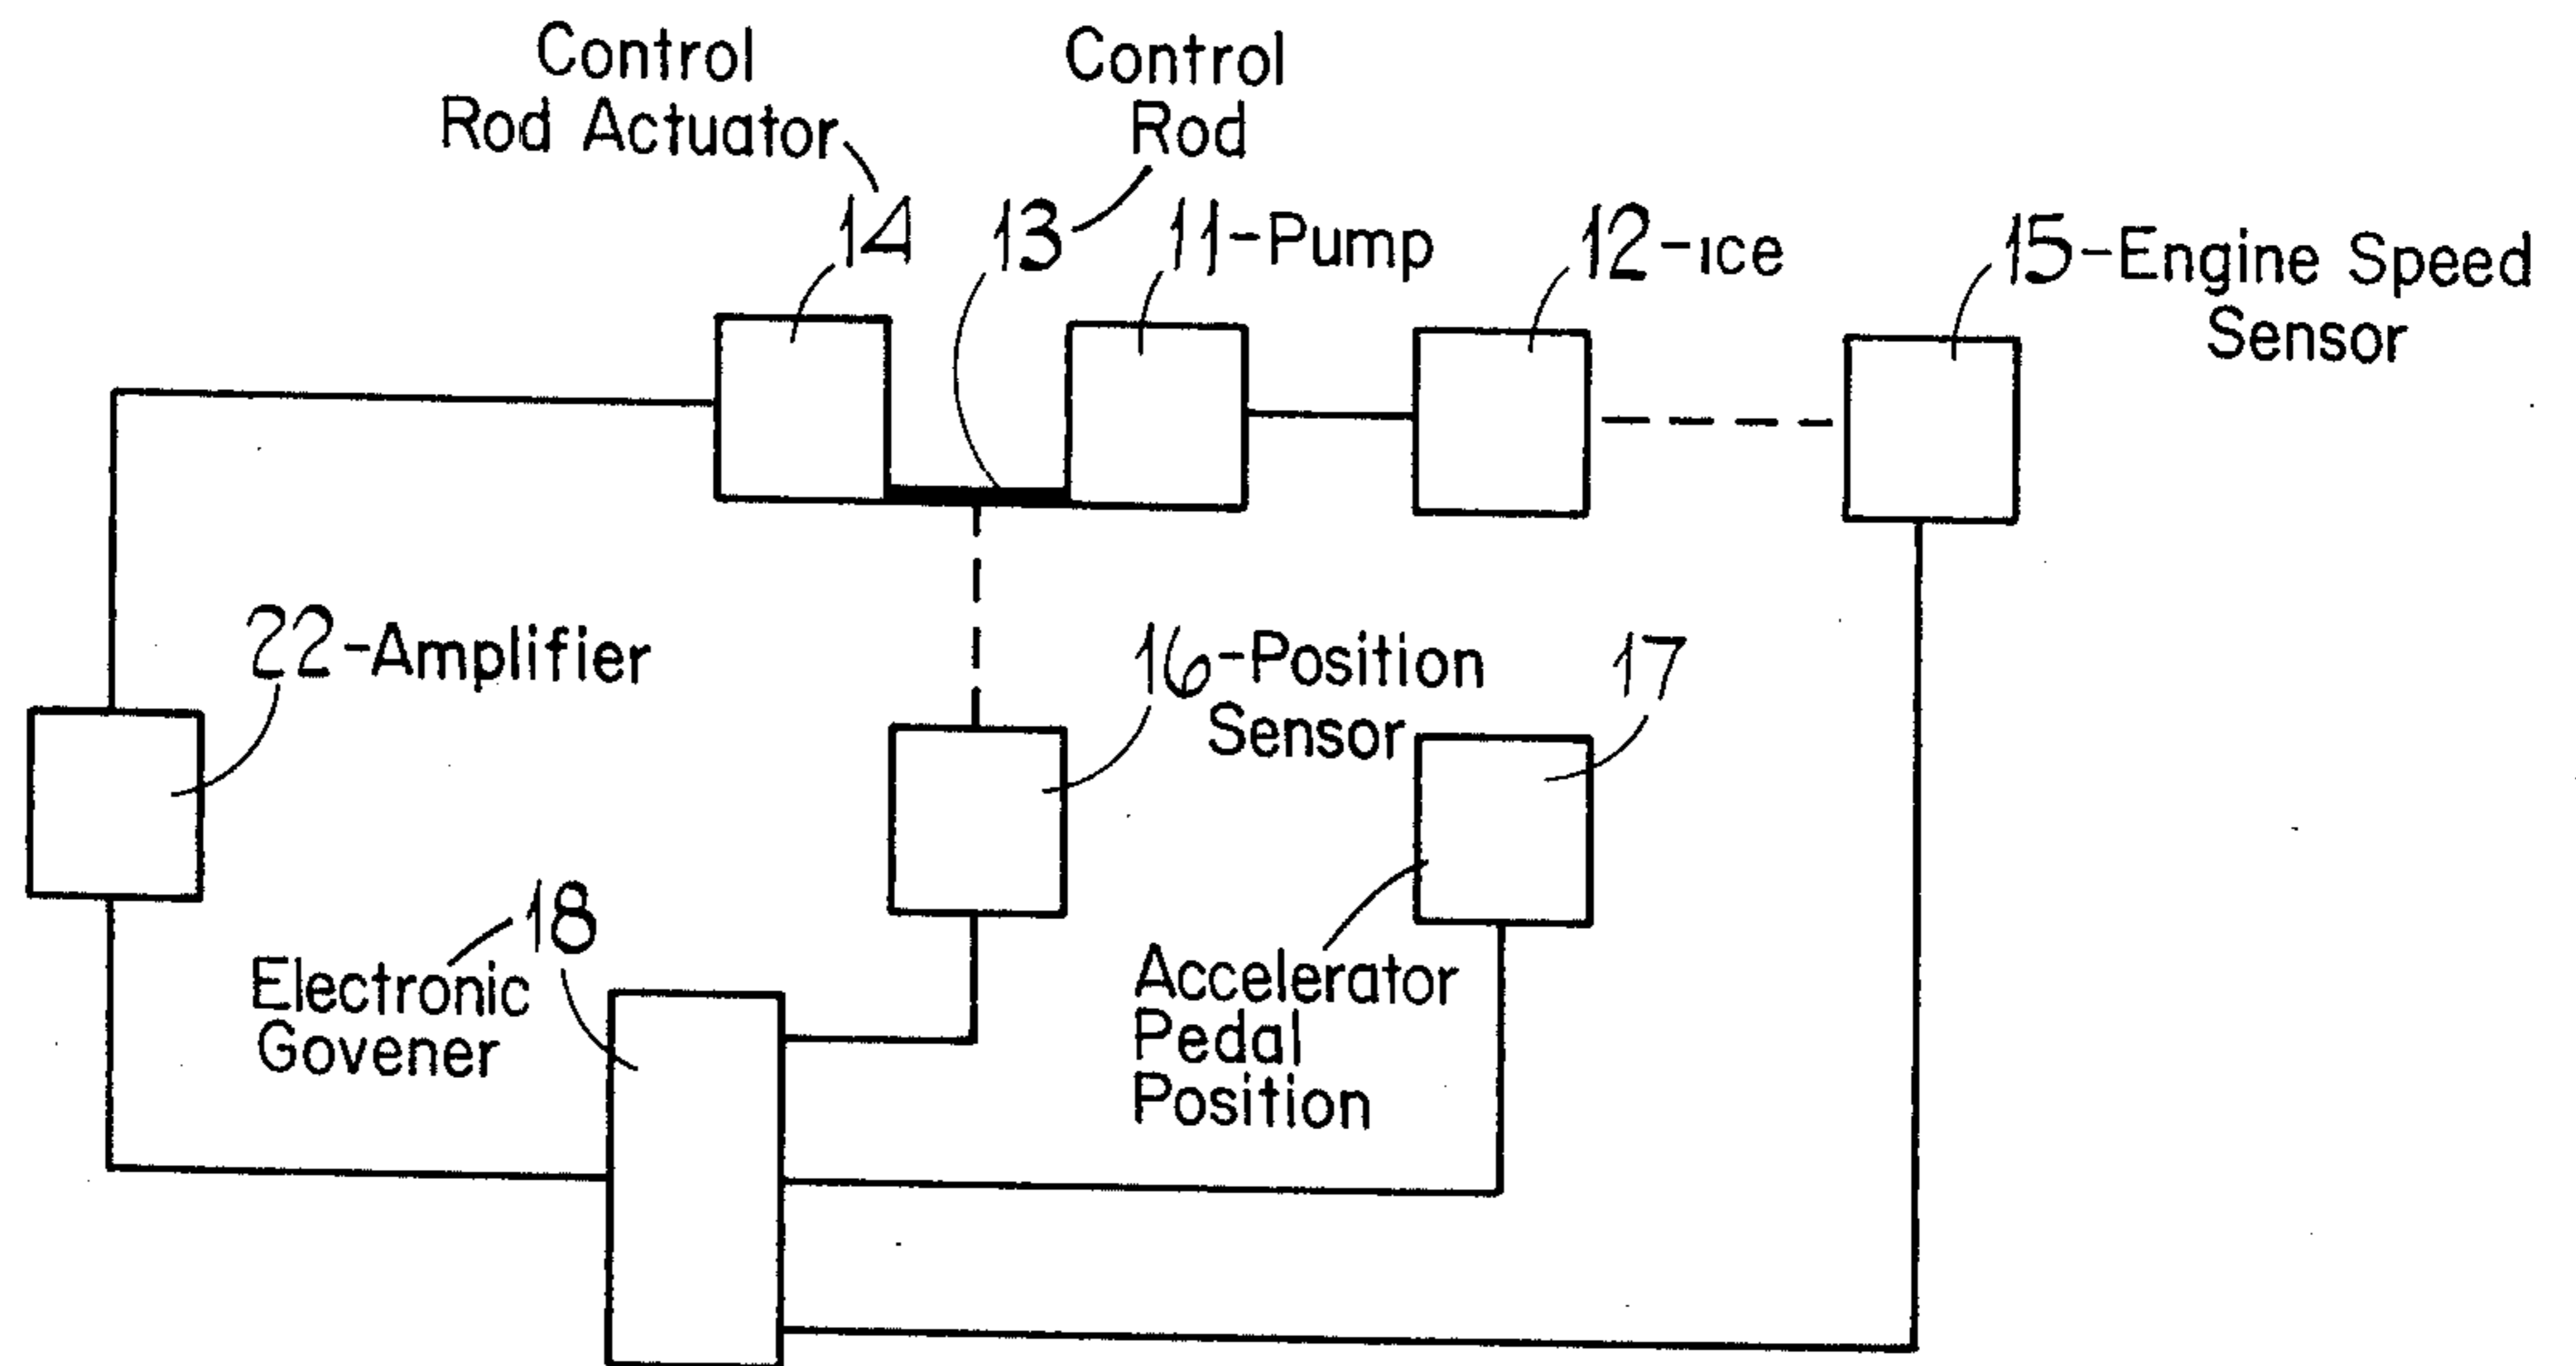 Control
Rod Actuator
Control
Rod
14
13
11-Pump
12-ıce
15-Engine Speed
Sensor
22-Amplifier
16-Position
Sensor
17
18
Electronic
Govener
Accelerator
Pedal
Position